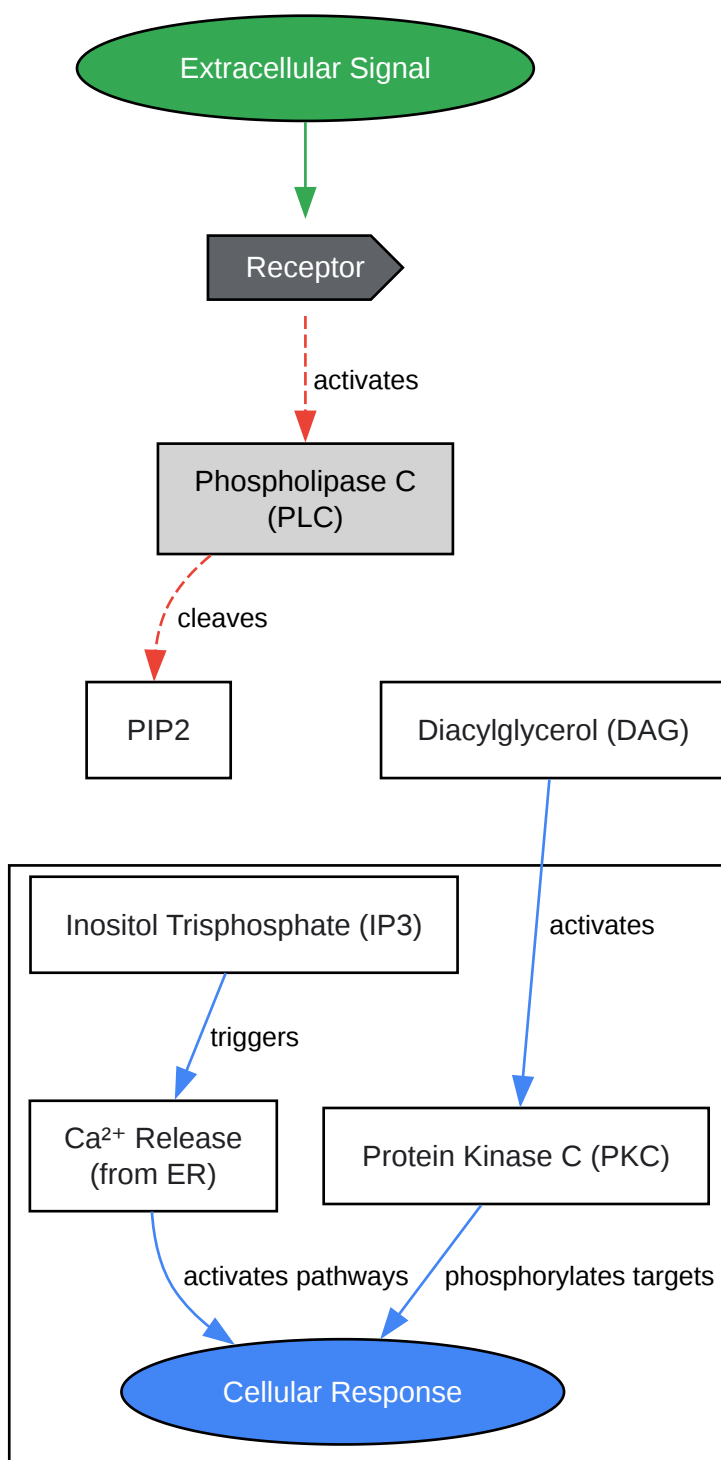 Extracellular Signal
Receptor
activates
Phospholipase C
(PLC)
cleaves
PIP2
Diacylglycerol (DAG)
Inositol Trisphosphate (IP3)
activates
triggers
Ca²⁺ Release
(from ER)
Protein Kinase C (PKC)
activates pathways
phosphorylates targets
Cellular Response